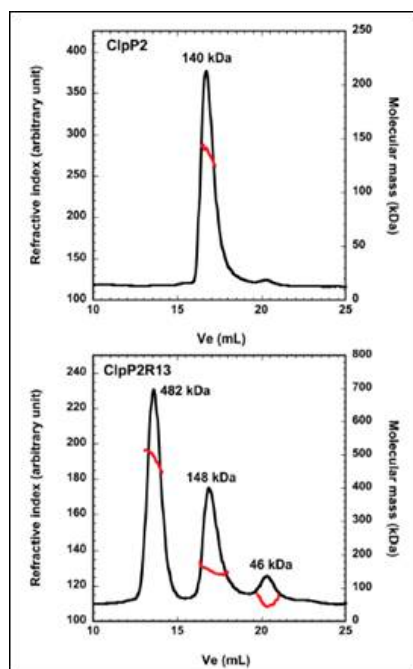 ClpP2
140 kDa
Refractive index (arbitrary unit)
400
350
300
250
200
150
100
250
200
150
100
50
0
Molecular mass (kDa)
10 15 20 25
Ve (mL)
ClpP2R13
482 kDa
148 kDa
46 kDa
Refractive index (arbitrary unit)
240
220
200
180
160
140
120
100
800
700
600
500
400
300
200
100
0
Molecular mass (kDa)
10 15 20 25
Ve (mL)